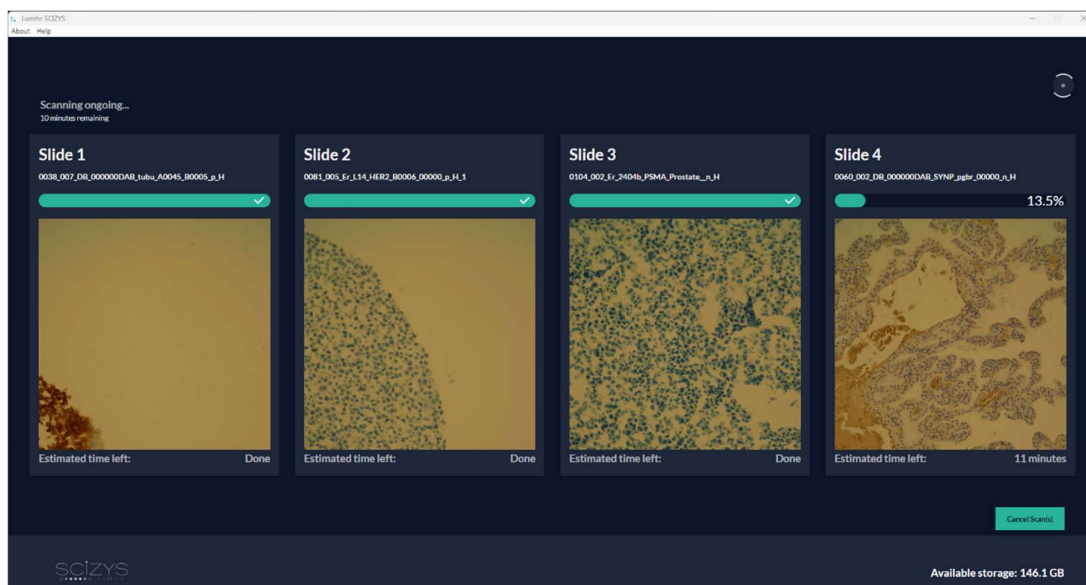 Lumito SCIZYS
About Help
Scanning ongoing...
10 minutes remaining
Slide 1
0038_007_DB_000000DAB_tubu_A0045_B0005_p_H
Estimated time left: Done
Slide 2
0081_005_Er_L14_HER2_B0006_00000_p_H_1
Estimated time left: Done
Slide 3
0104_002_Er_2404b_PSMA_Prostate__n_H
Estimated time left: Done
Slide 4
0060_002_DB_000000DAB_SYNP_pgbr_00000_n_H
13.5%
Estimated time left: 11 minutes
Cancel Scan(s)
SCIZYS
Available storage: 146.1 GB